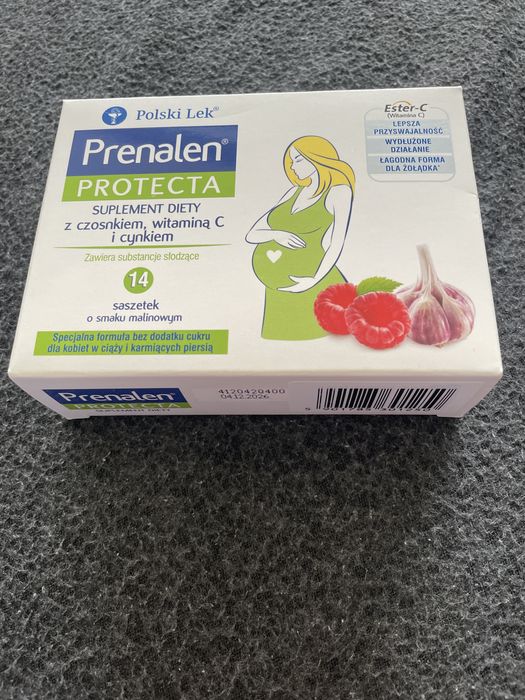 Polski Lek®
Prenalen®
PROTECTA
SUPLEMENT DIETY
z czosnkiem, witaminą C
i cynkiem
Zawiera substancje słodzące
14
saszetek
o smaku malinowym
Specjalna formuła bez dodatku cukru
dla kobiet w ciąży i karmiących piersią
Ester-C
(Witamina C)
LEPSZA
PRZYSWAJALNOŚĆ
WYDŁUŻONE
DZIAŁANIE
ŁAGODNA FORMA
DLA ŻOŁĄDKA*
Prenalen®
PROTECTA
SUPLEMENT DIETY
4120420400
04.12.2026